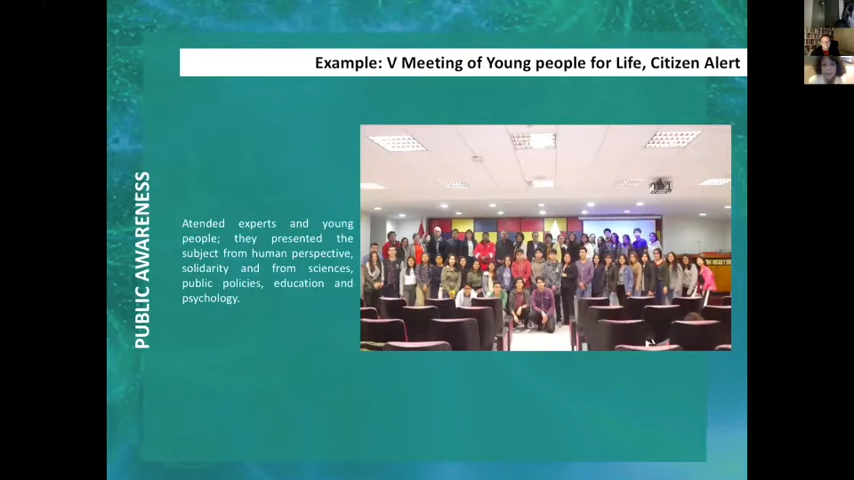 Example: V Meeting of Young people for Life, Citizen Alert
PUBLIC AWARENESS
Atended experts and young
people; they presented the
subject from human perspective,
solidarity and from sciences,
public policies, education and
psychology.